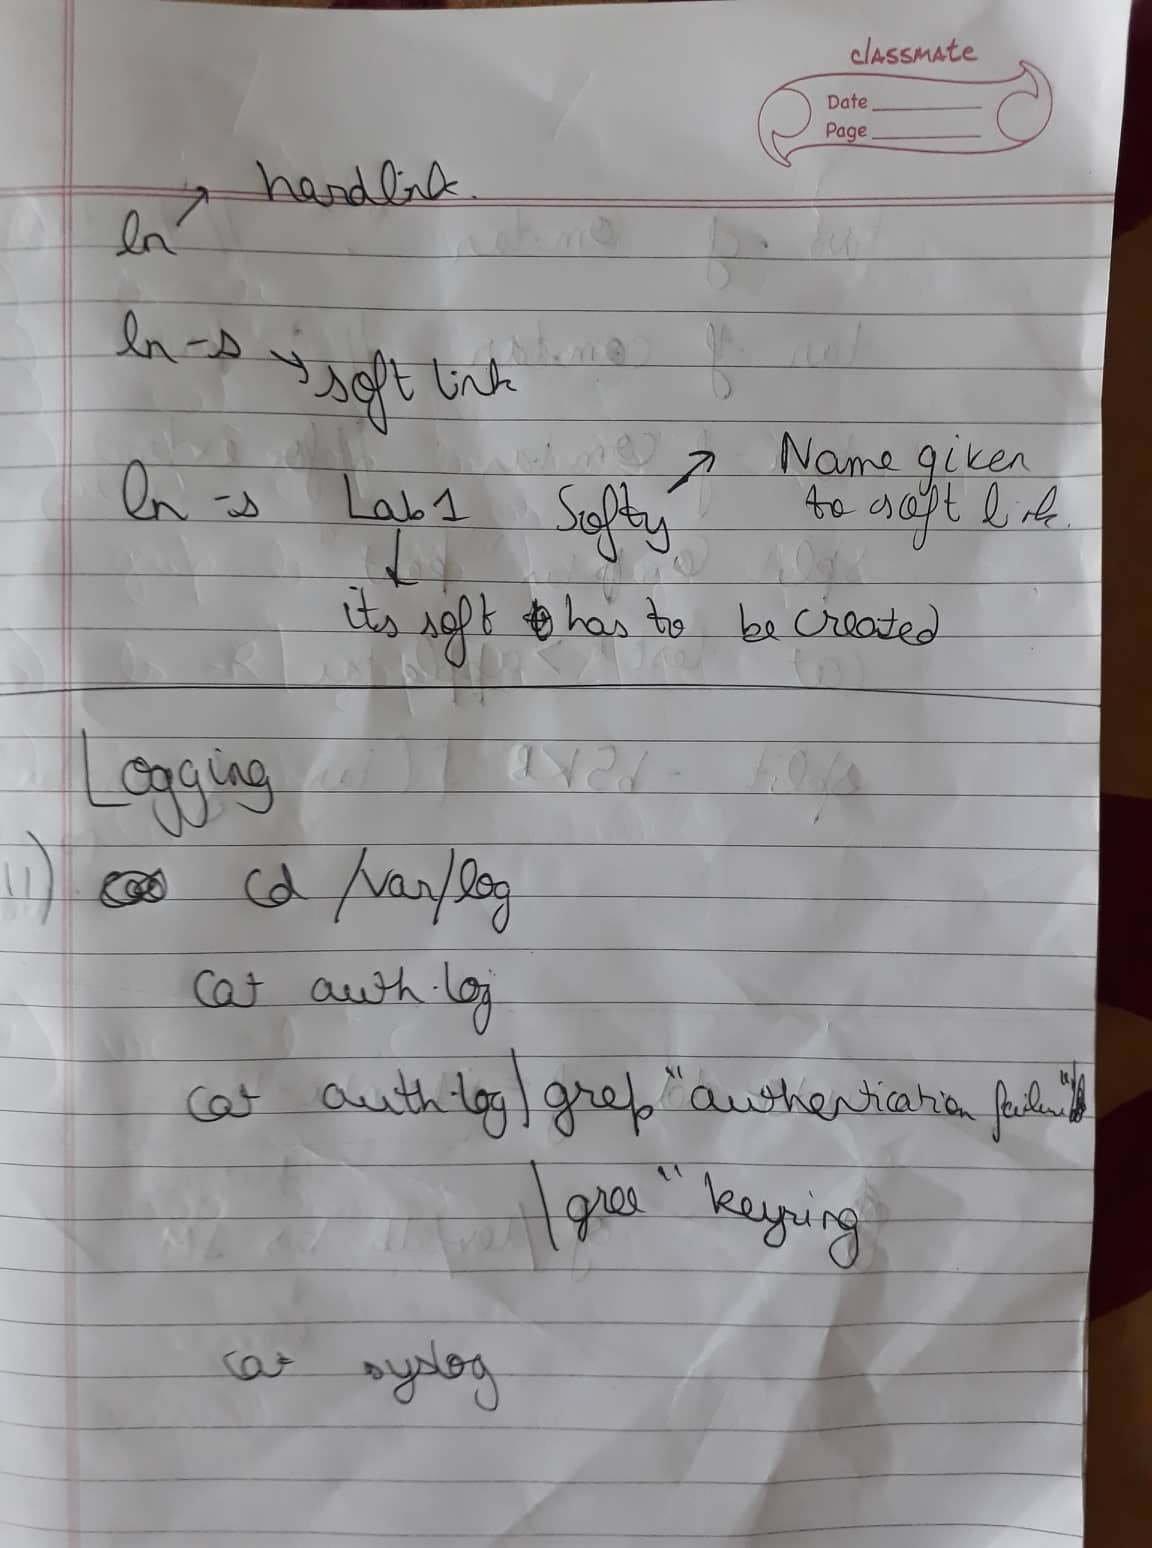 classmate
Date
Page
ln → hardlink.
ln -s → soft link
ln -s Lab1 Softy → Name given
to soft link.
↓
its soft has to be created
Logging
11) cd /var/log
cat auth.log
cat auth.log | grep "authentication failure"
| gree " keyring
cat syslog